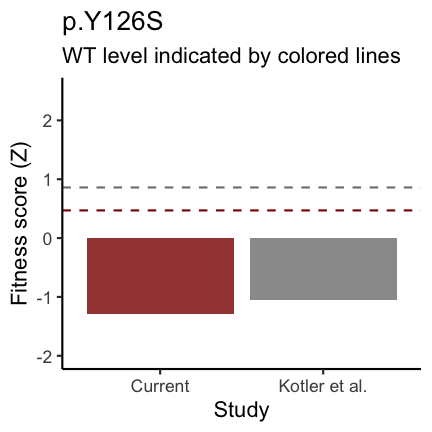 p.Y126S
WT level indicated by colored lines
Fitness score (Z)
2
1
0
-1
-2
Current
Kotler et al.
Study